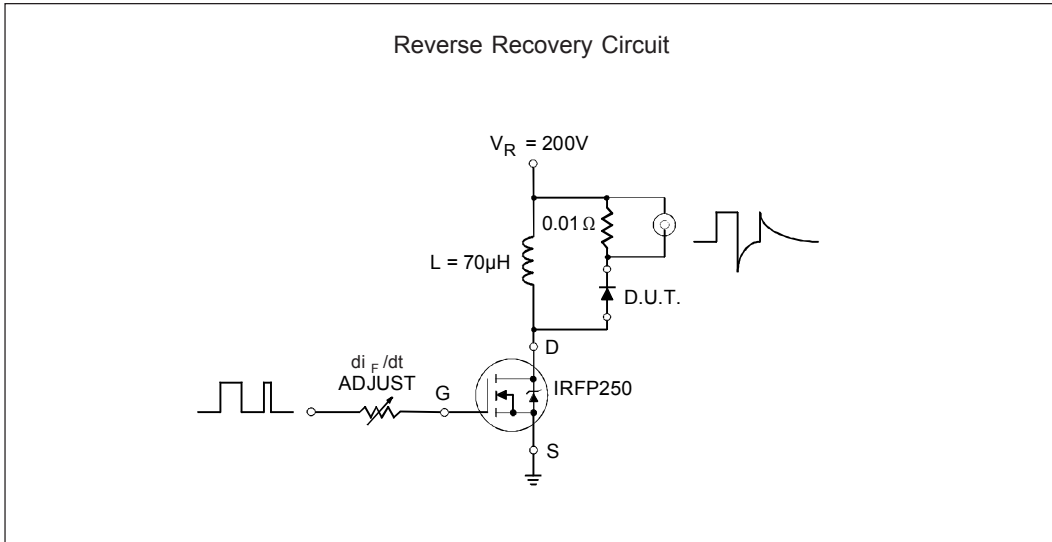 Reverse Recovery Circuit
V_R = 200V
0.01 Ω
L = 70µH
D.U.T.
di_F/dt
ADJUST
G
D
IRFP250
S